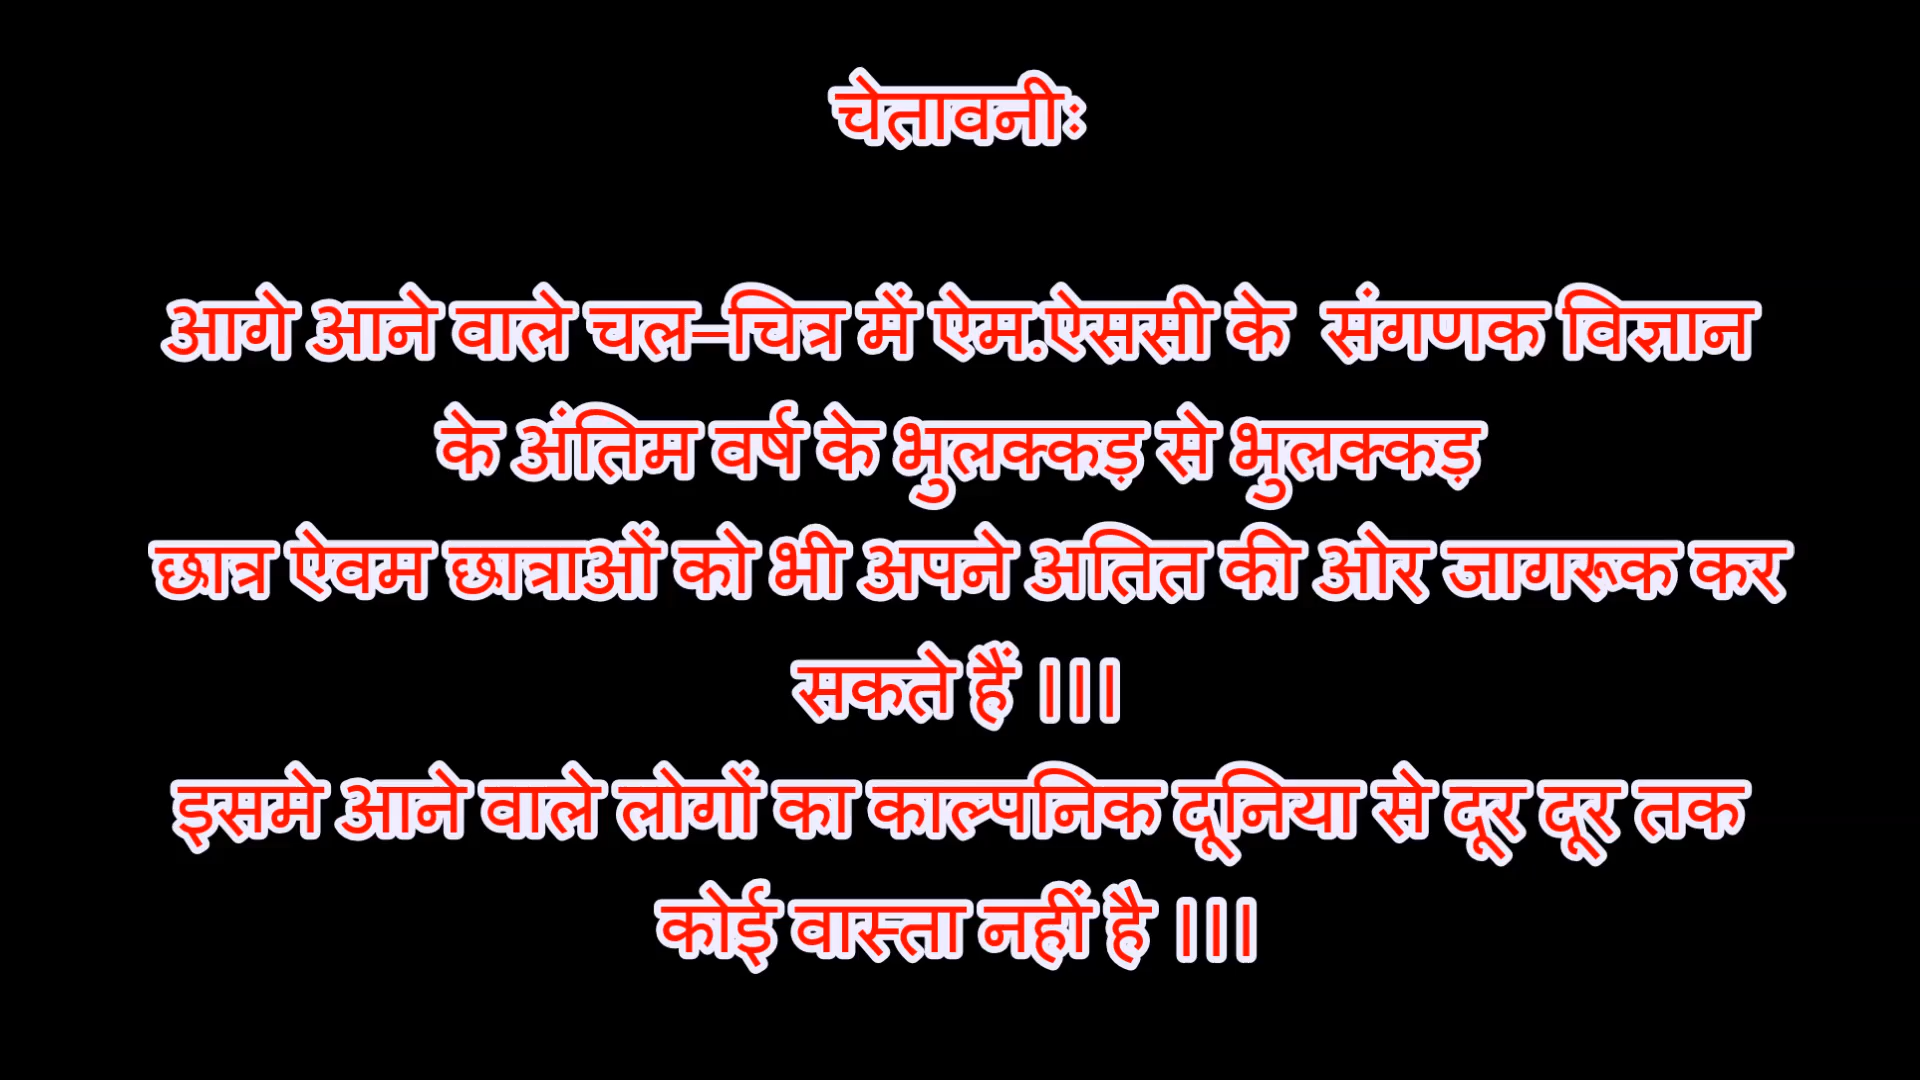 चेतावनीः
आगे आने वाले चल–चित्र में ऐम.ऐससी के  संगणक विज्ञान
के अंतिम वर्ष के भुलक्कड़ से भुलक्कड़
छात्र ऐवम छात्राओं को भी अपने अतित की ओर जागरूक कर
सकते हैं ।।।
इसमे आने वाले लोगों का काल्पनिक दूनिया से दूर दूर तक
कोई वास्ता नहीं है ।।।